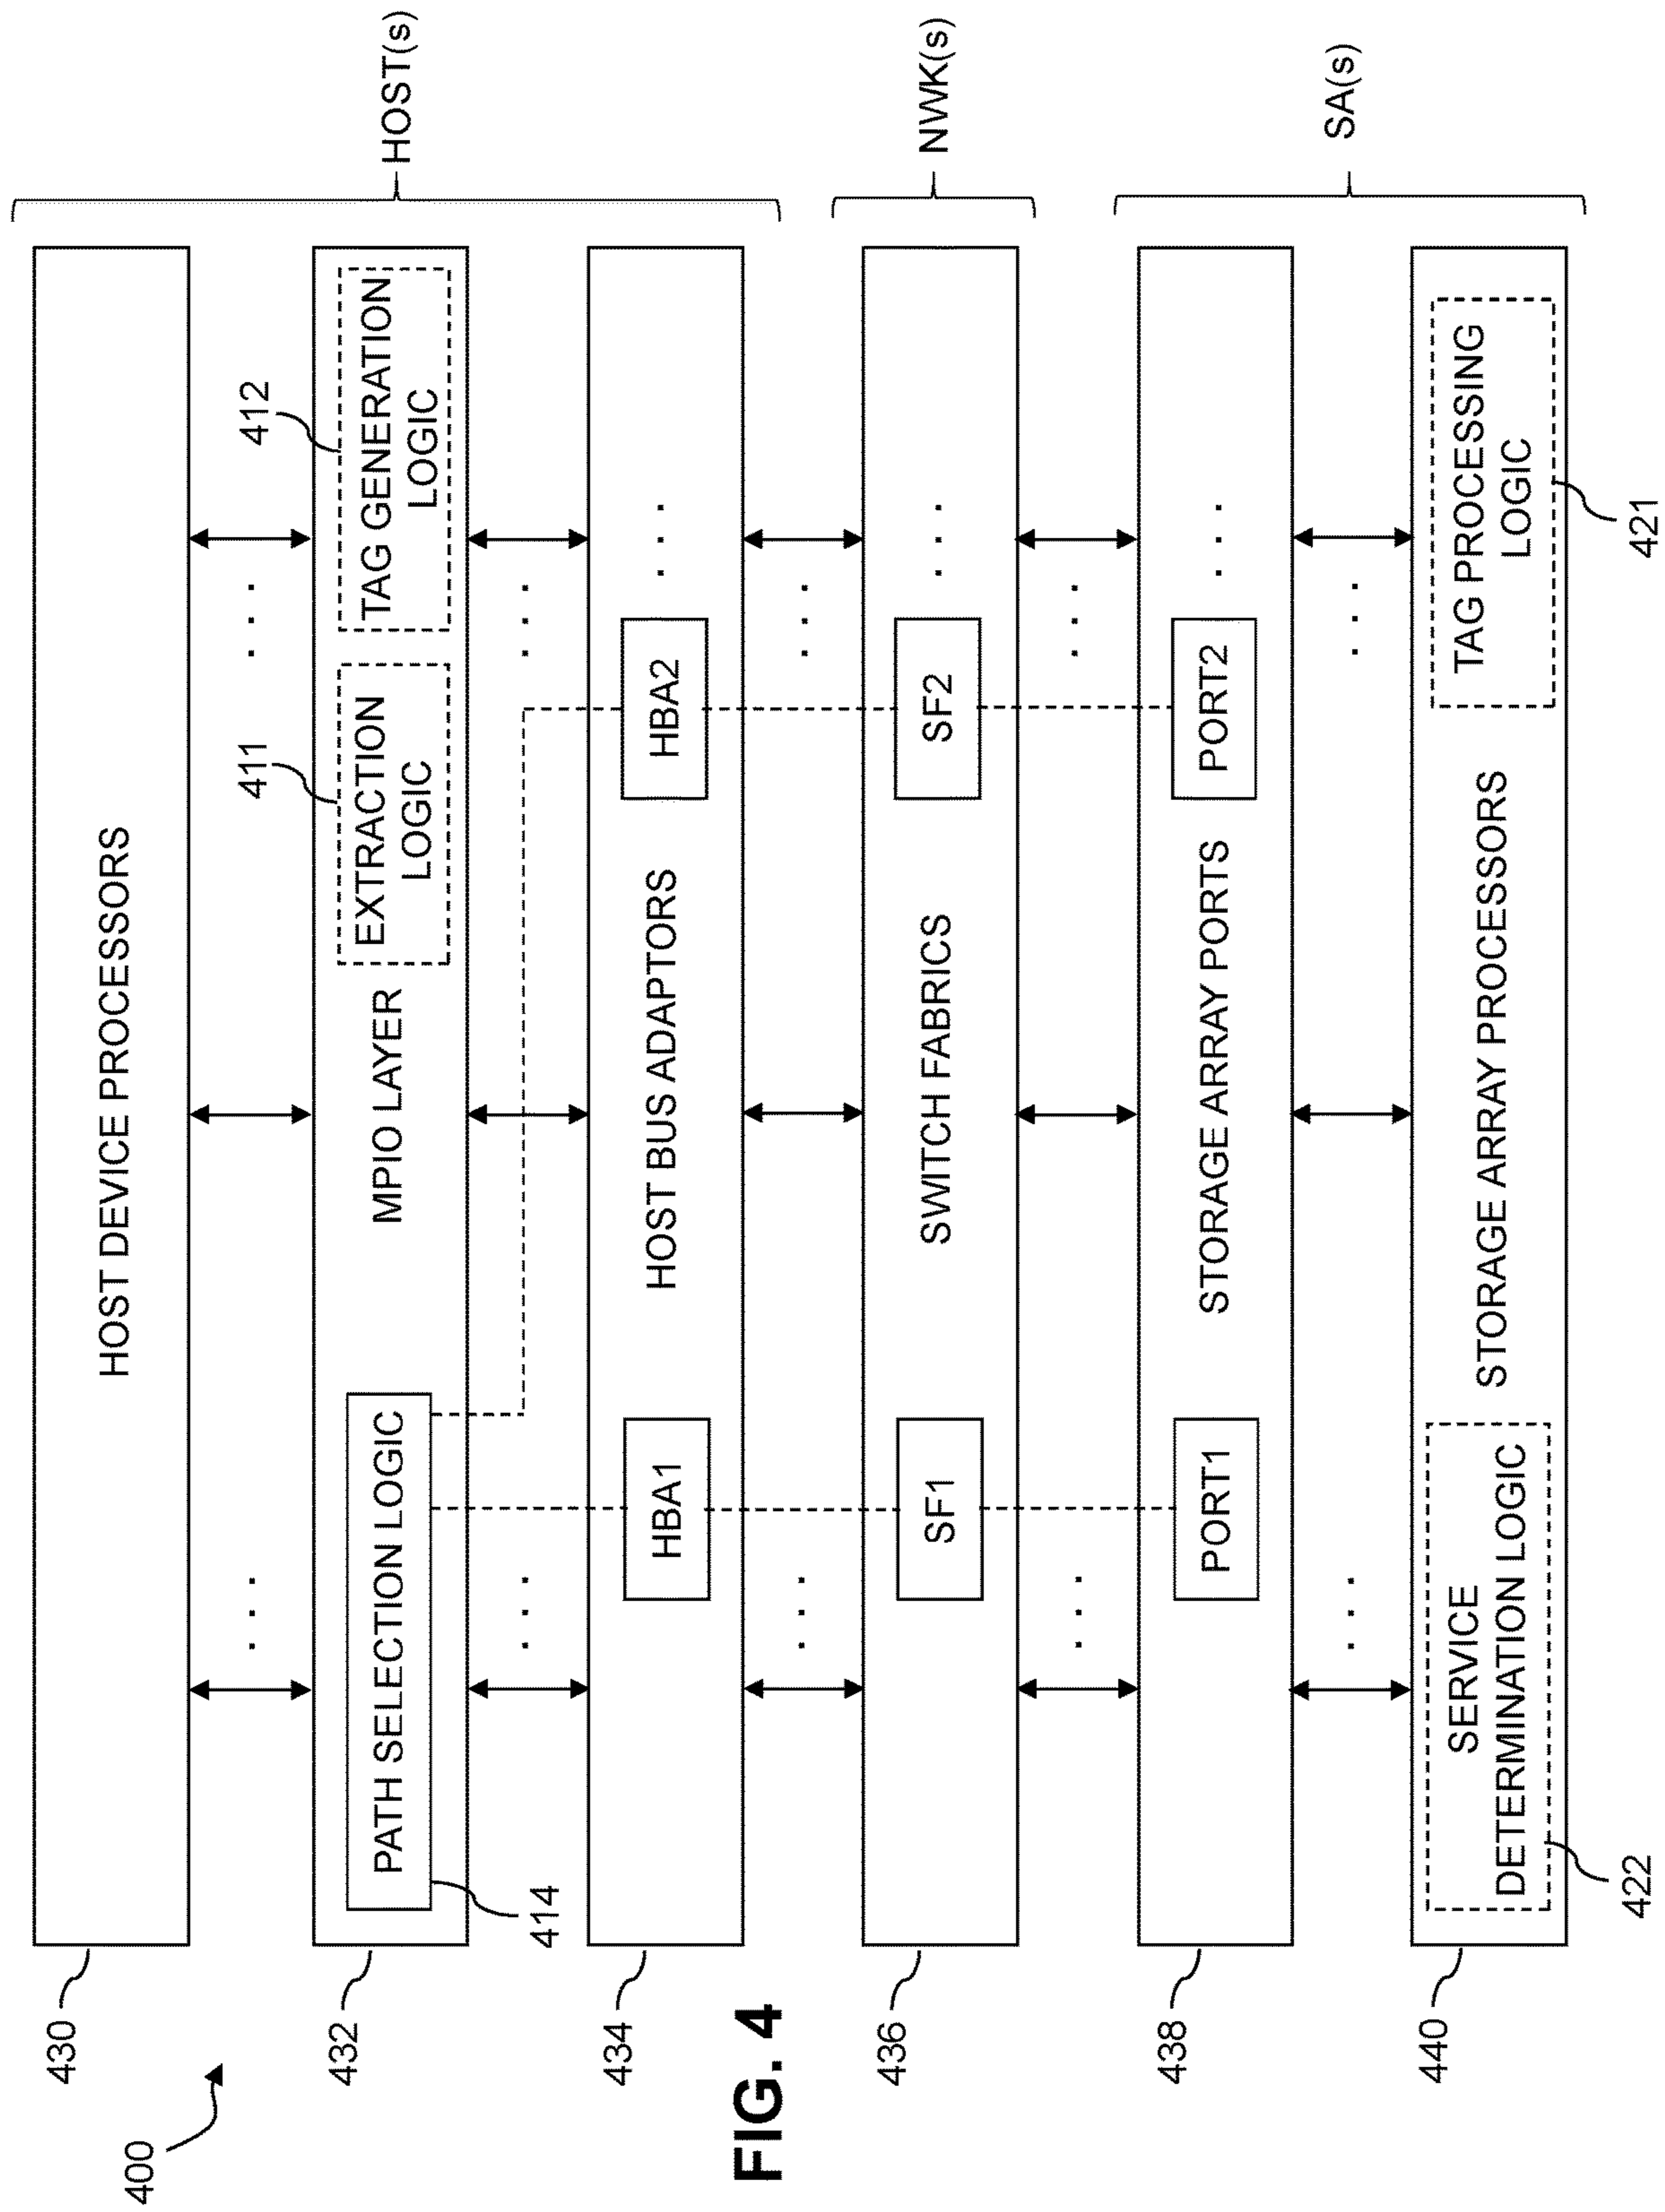 400
430
HOST DEVICE PROCESSORS
HOST(s)
432
PATH SELECTION LOGIC
414
MPIO LAYER
EXTRACTION
LOGIC
411
TAG GENERATION
LOGIC
412
434
HBA1
HOST BUS ADAPTORS
HBA2
. . .
436
SF1
SWITCH FABRICS
SF2
. . .
NWK(s)
438
PORT1
STORAGE ARRAY PORTS
PORT2
. . .
SA(s)
440
SERVICE
DETERMINATION LOGIC
422
STORAGE ARRAY PROCESSORS
TAG PROCESSING
LOGIC
421
FIG. 4